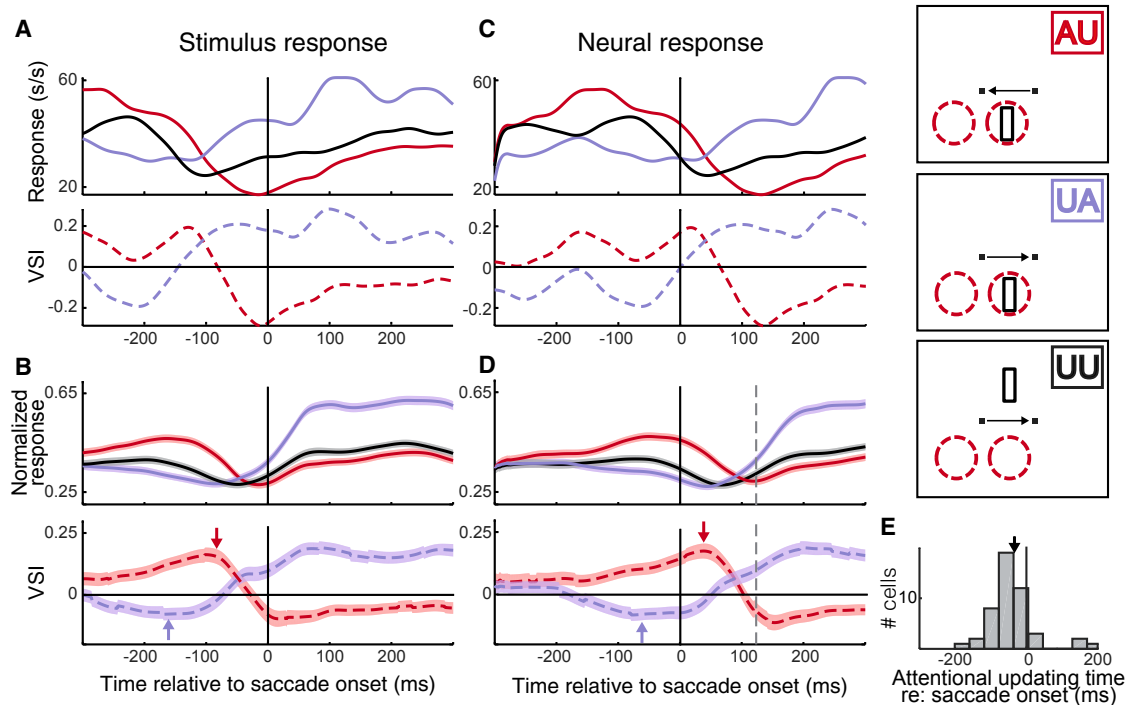 A
Stimulus response
C
Neural response
AU
UA
UU
Response (s/s)
60
20
60
20
VSI
0.2
0
-0.2
0.2
0
-0.2
-200
-100
0
100
200
-200
-100
0
100
200
B
D
Normalized
response
0.65
0.25
0.65
0.25
VSI
0.25
0
0.25
0
-200
-100
0
100
200
-200
-100
0
100
200
Time relative to saccade onset (ms)
Time relative to saccade onset (ms)
E
# cells
10
-200
0
200
Attentional updating time
re: saccade onset (ms)